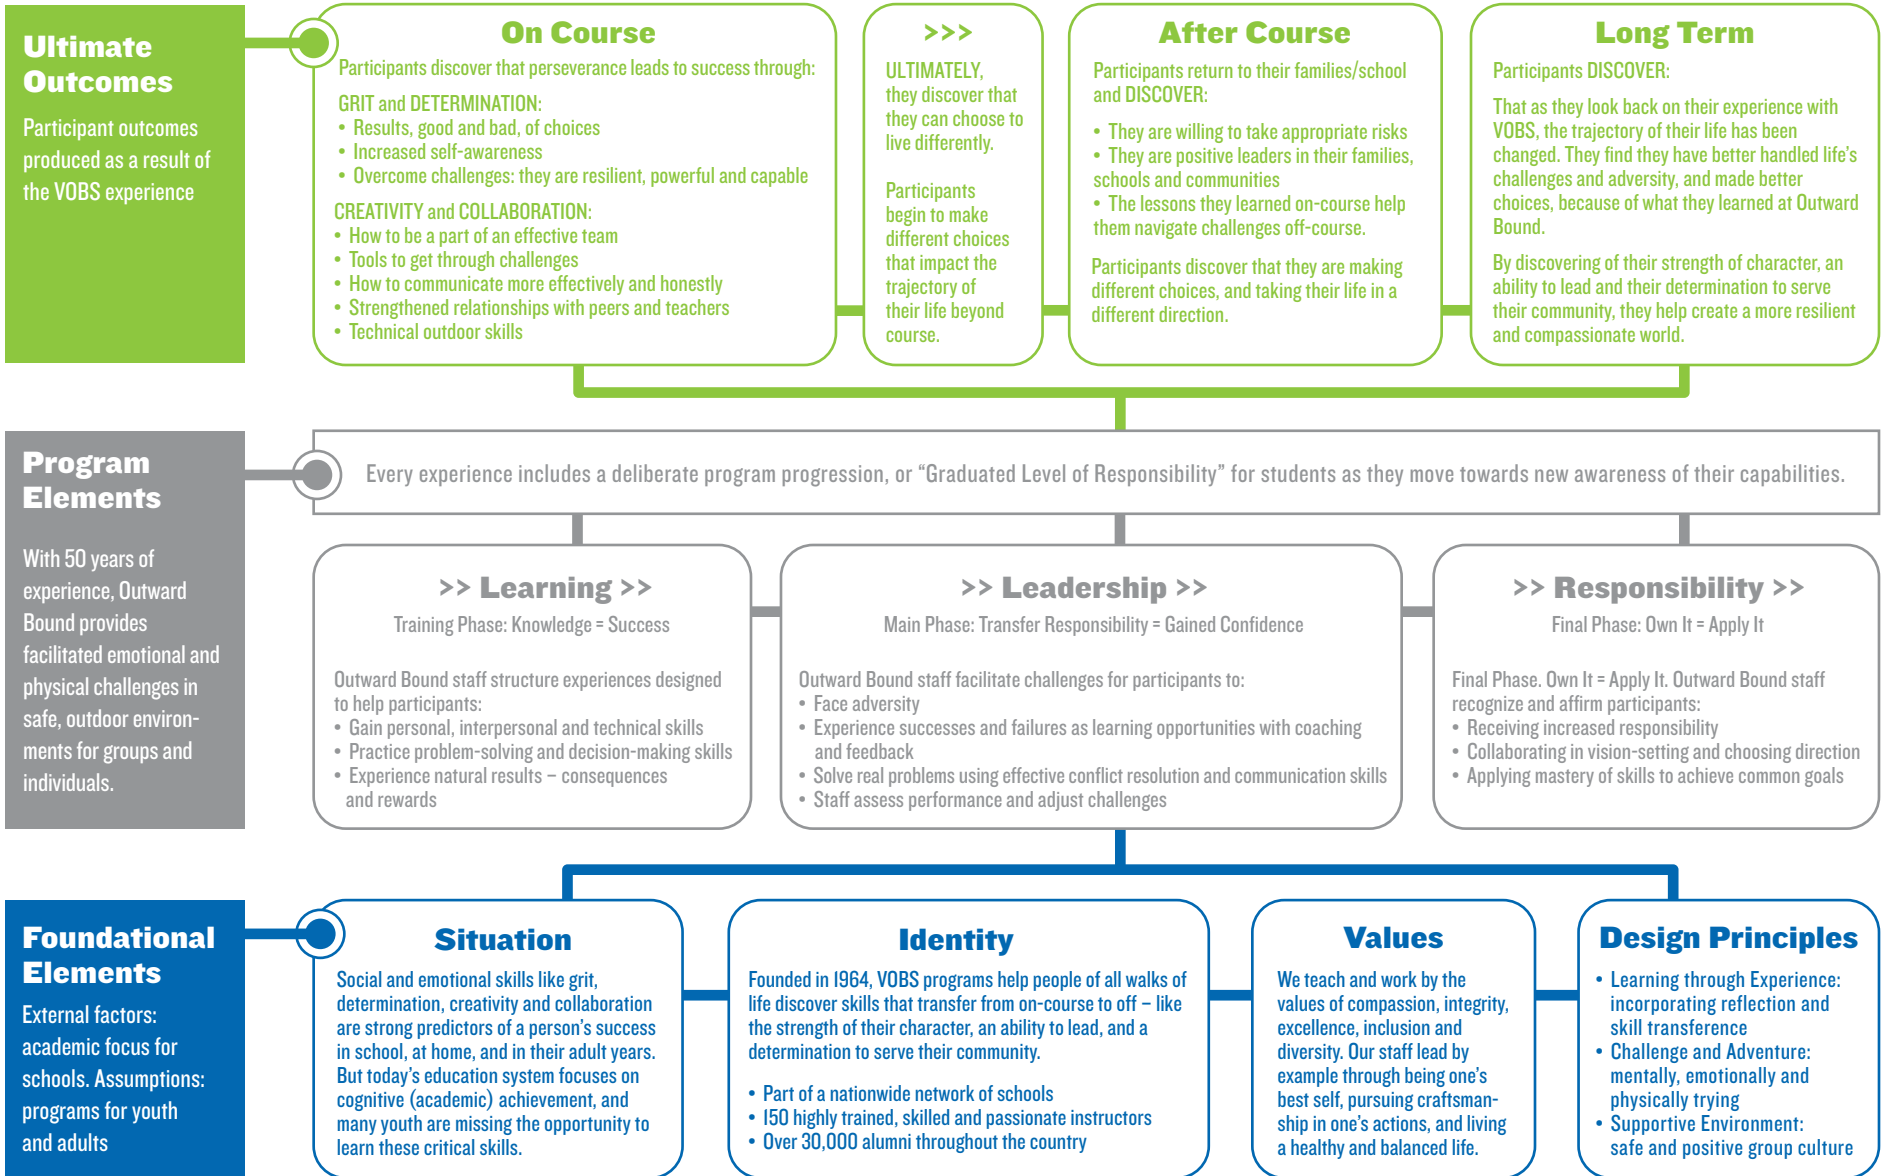 Ultimate
Outcomes
Participant outcomes
produced as a result of
the VOBS experience
On Course
Participants discover that perseverance leads to success through:
GRIT and DETERMINATION:
• Results, good and bad, of choices
• Increased self-awareness
• Overcome challenges: they are resilient, powerful and capable
CREATIVITY and COLLABORATION:
• How to be a part of an effective team
• Tools to get through challenges
• How to communicate more effectively and honestly
• Strengthened relationships with peers and teachers
• Technical outdoor skills
>>>
ULTIMATELY,
they discover that
they can choose to
live differently.
Participants
begin to make
different choices
that impact the
trajectory of
their life beyond
course.
After Course
Participants return to their families/school
and DISCOVER:
• They are willing to take appropriate risks
• They are positive leaders in their families,
schools and communities
• The lessons they learned on-course help
them navigate challenges off-course.
Participants discover that they are making
different choices, and taking their life in a
different direction.
Long Term
Participants DISCOVER:
That as they look back on their experience with
VOBS, the trajectory of their life has been
changed. They find they have better handled life's
challenges and adversity, and made better
choices, because of what they learned at Outward
Bound.
By discovering of their strength of character, an
ability to lead and their determination to serve
their community, they help create a more resilient
and compassionate world.
Program
Elements
With 50 years of
experience, Outward
Bound provides
facilitated emotional and
physical challenges in
safe, outdoor environ-
ments for groups and
individuals.
Every experience includes a deliberate program progression, or “Graduated Level of Responsibility” for students as they move towards new awareness of their capabilities.
>> Learning >>
Training Phase: Knowledge = Success
Outward Bound staff structure experiences designed
to help participants:
• Gain personal, interpersonal and technical skills
• Practice problem-solving and decision-making skills
• Experience natural results – consequences
and rewards
>> Leadership >>
Main Phase: Transfer Responsibility = Gained Confidence
Outward Bound staff facilitate challenges for participants to:
• Face adversity
• Experience successes and failures as learning opportunities with coaching
and feedback
• Solve real problems using effective conflict resolution and communication skills
• Staff assess performance and adjust challenges
>> Responsibility >>
Final Phase: Own It = Apply It
Final Phase. Own It = Apply It. Outward Bound staff
recognize and affirm participants:
• Receiving increased responsibility
• Collaborating in vision-setting and choosing direction
• Applying mastery of skills to achieve common goals
Foundational
Elements
External factors:
academic focus for
schools. Assumptions:
programs for youth
and adults
Situation
Social and emotional skills like grit,
determination, creativity and collaboration
are strong predictors of a person's success
in school, at home, and in their adult years.
But today's education system focuses on
cognitive (academic) achievement, and
many youth are missing the opportunity to
learn these critical skills.
Identity
Founded in 1964, VOBS programs help people of all walks of
life discover skills that transfer from on-course to off – like
the strength of their character, an ability to lead, and a
determination to serve their community.
• Part of a nationwide network of schools
• 150 highly trained, skilled and passionate instructors
• Over 30,000 alumni throughout the country
Values
We teach and work by the
values of compassion, integrity,
excellence, inclusion and
diversity. Our staff lead by
example through being one's
best self, pursuing craftsman-
ship in one's actions, and living
a healthy and balanced life.
Design Principles
• Learning through Experience:
incorporating reflection and
skill transference
• Challenge and Adventure:
mentally, emotionally and
physically trying
• Supportive Environment:
safe and positive group culture